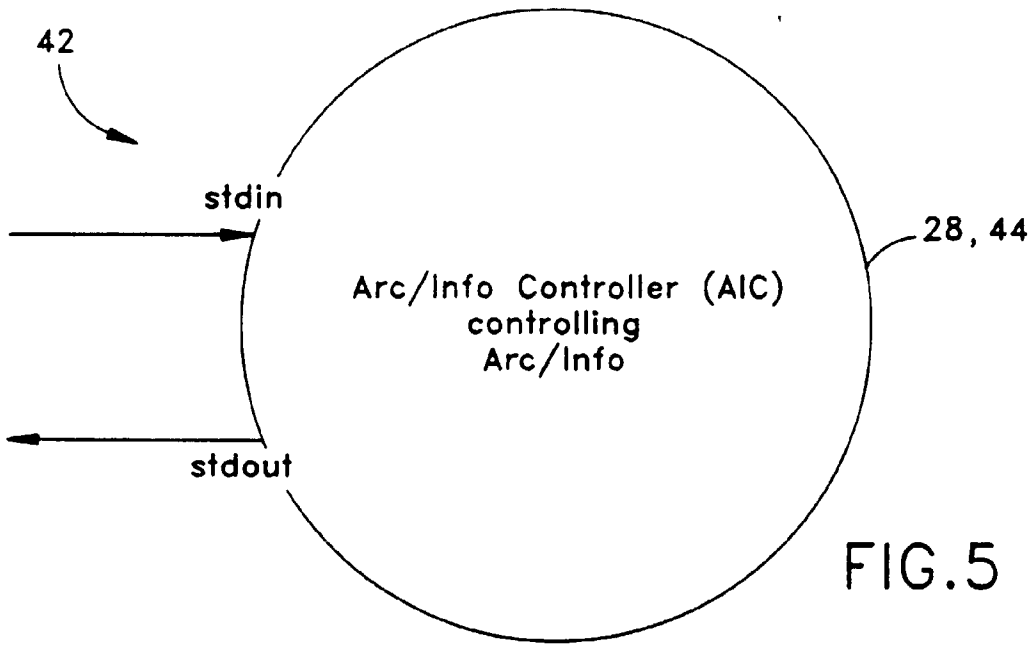 42
stdin
28, 44
Arc/Info Controller (AIC)
controlling
Arc/Info
stdout
FIG.5